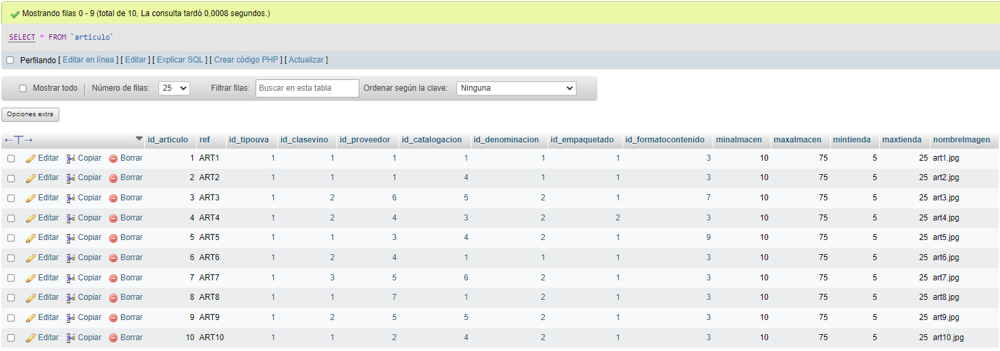 Mostrando filas 0 - 9 (total de 10, La consulta tardó 0,0008 segundos.)
SELECT * FROM `articulo`
Perfilando [ Editar en línea ] [ Editar ] [ Explicar SQL ] [ Crear código PHP ] [ Actualizar ]
Mostrar todo | Número de filas: 25 Filtrar filas: Buscar en esta tabla Ordenar según la clave: Ninguna
Opciones extra
←T→ id_articulo ref id_tipouva id_clasevino id_proveedor id_catalogacion id_denominacion id_empaquetado id_formatocontenido minalmacen maxalmacen mintienda maxtienda nombreImagen
Editar Copiar Borrar 1 ART1 1 1 1 1 1 1 3 10 75 5 25 art1.jpg
Editar Copiar Borrar 2 ART2 1 1 1 4 1 1 3 10 75 5 25 art2.jpg
Editar Copiar Borrar 3 ART3 1 2 6 5 2 1 7 10 75 5 25 art3.jpg
Editar Copiar Borrar 4 ART4 1 2 4 3 2 2 3 10 75 5 25 art4.jpg
Editar Copiar Borrar 5 ART5 1 1 3 4 2 1 9 10 75 5 25 art5.jpg
Editar Copiar Borrar 6 ART6 1 2 4 1 1 1 3 10 75 5 25 art6.jpg
Editar Copiar Borrar 7 ART7 1 3 5 6 2 1 3 10 75 5 25 art7.jpg
Editar Copiar Borrar 8 ART8 1 1 7 1 2 1 3 10 75 5 25 art8.jpg
Editar Copiar Borrar 9 ART9 1 2 5 5 2 1 3 10 75 5 25 art9.jpg
Editar Copiar Borrar 10 ART10 1 1 2 4 2 1 3 10 75 5 25 art10.jpg